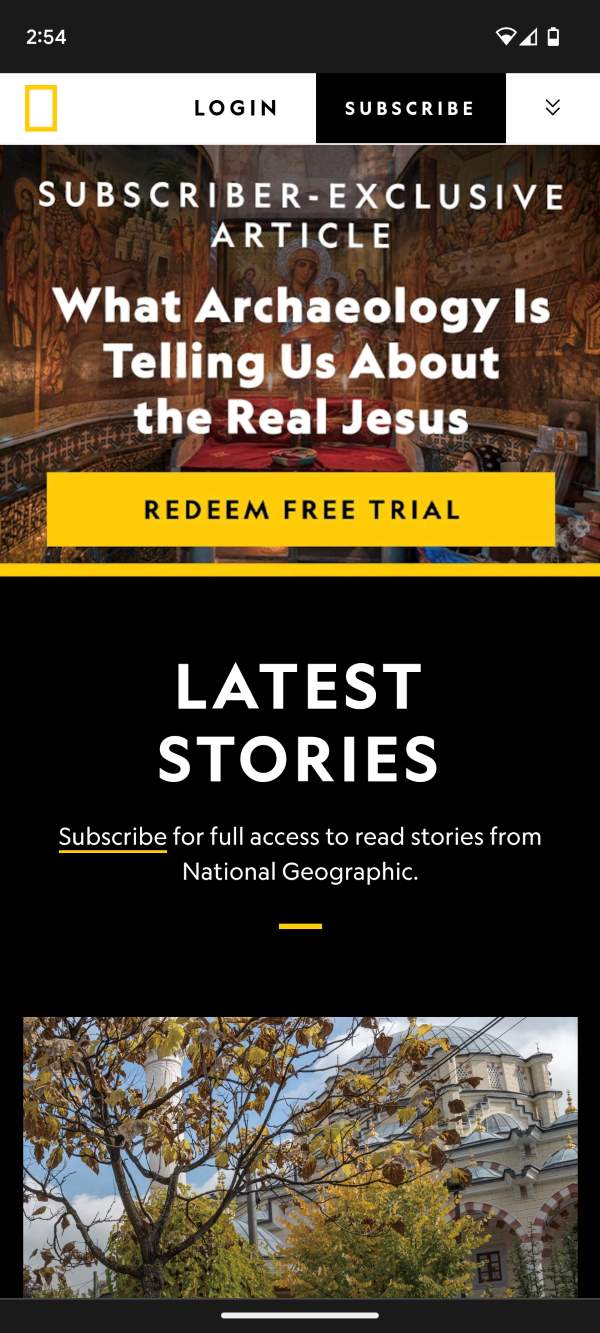 2:54
LOGIN
SUBSCRIBE
SUBSCRIBER-EXCLUSIVE
ARTICLE
What Archaeology Is
Telling Us About
the Real Jesus
REDEEM FREE TRIAL
LATEST
STORIES
Subscribe for full access to read stories from
National Geographic.